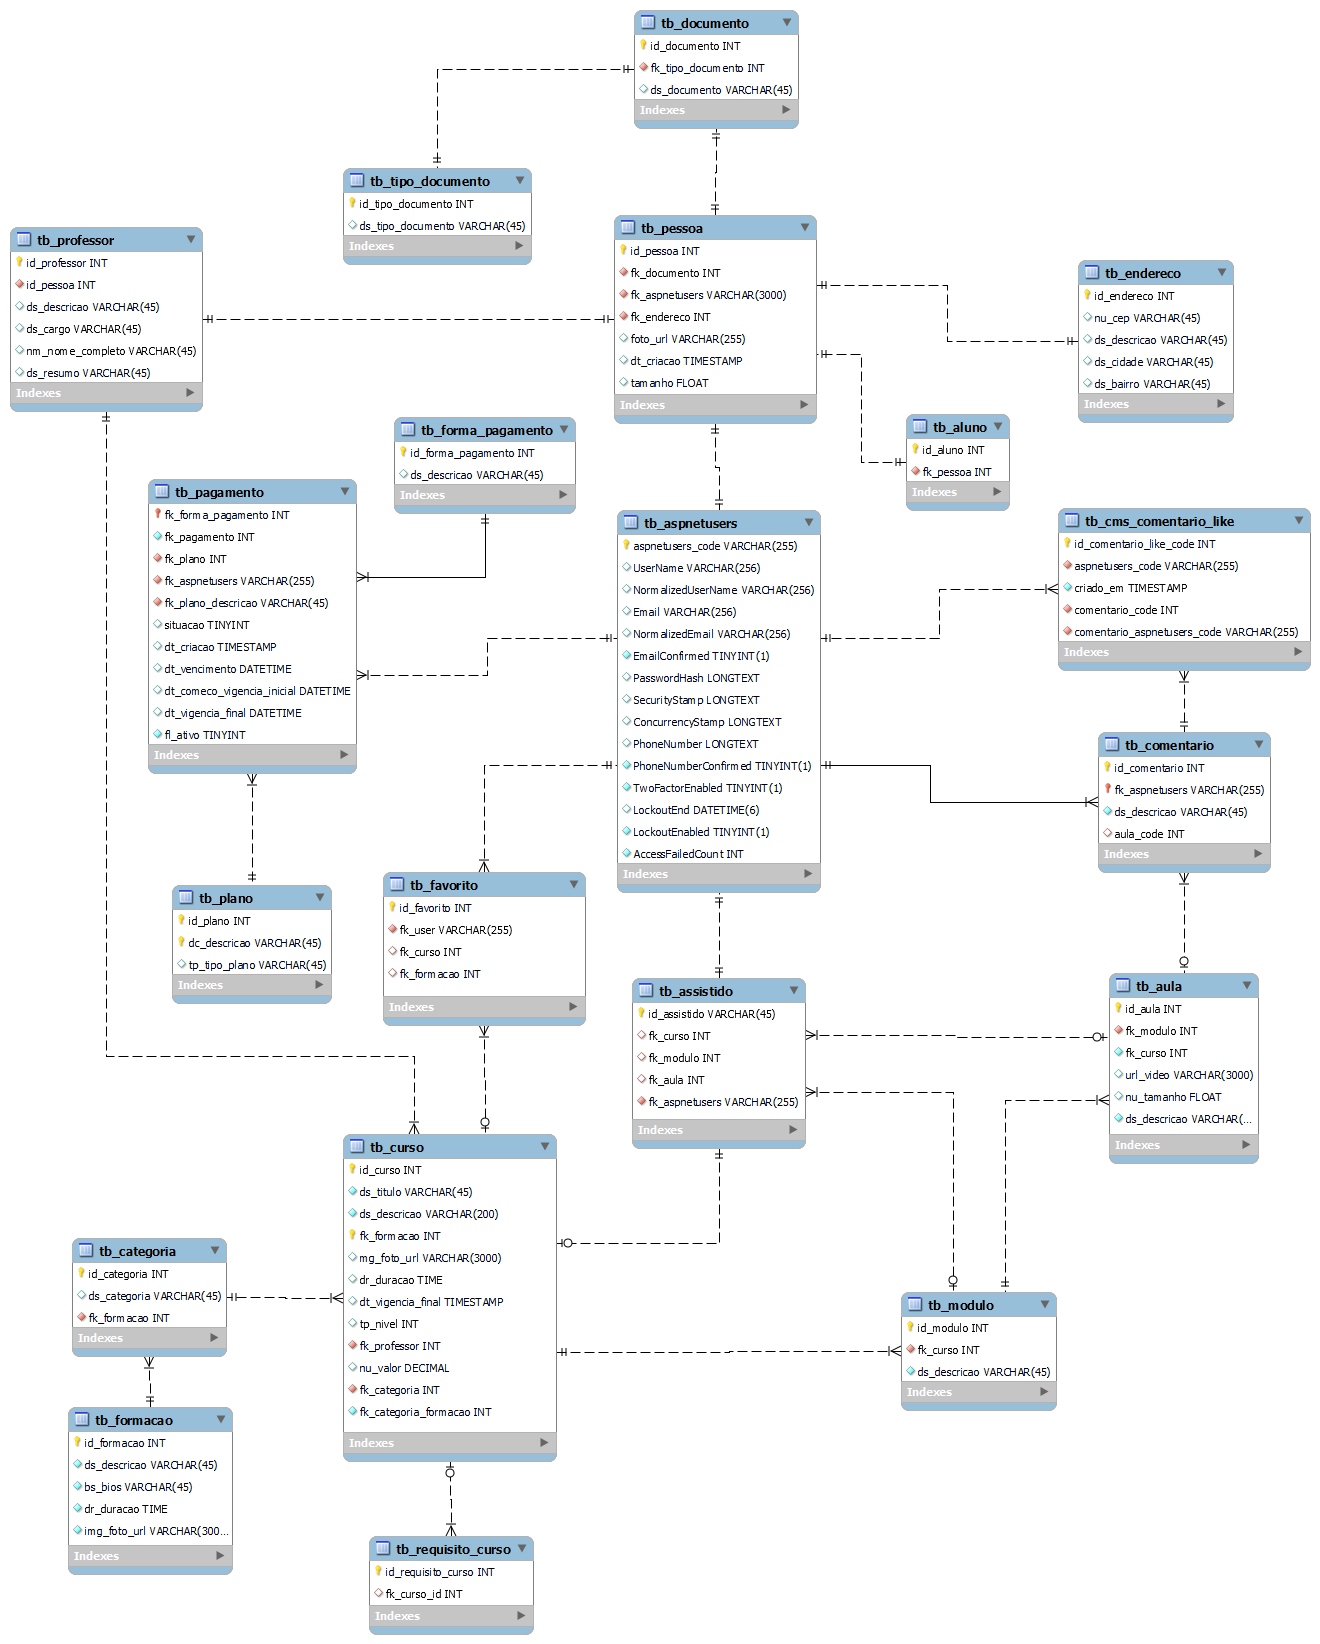 tb_documento
id_documento INT
fk_tipo_documento INT
ds_documento VARCHAR(45)
Indexes
tb_tipo_documento
id_tipo_documento INT
ds_tipo_documento VARCHAR(45)
Indexes
tb_professor
id_professor INT
id_pessoa INT
ds_descricao VARCHAR(45)
ds_cargo VARCHAR(45)
nm_nome_completo VARCHAR(45)
ds_resumo VARCHAR(45)
Indexes
tb_pessoa
id_pessoa INT
fk_documento INT
fk_aspnetusers VARCHAR(3000)
fk_endereco INT
foto_url VARCHAR(255)
dt_criacao TIMESTAMP
tamanho FLOAT
Indexes
tb_endereco
id_endereco INT
nu_cep VARCHAR(45)
ds_descricao VARCHAR(45)
ds_cidade VARCHAR(45)
ds_bairro VARCHAR(45)
Indexes
tb_aluno
id_aluno INT
fk_pessoa INT
Indexes
tb_forma_pagamento
id_forma_pagamento INT
ds_descricao VARCHAR(45)
Indexes
tb_pagamento
fk_forma_pagamento INT
fk_pagamento INT
fk_plano INT
fk_aspnetusers VARCHAR(255)
fk_plano_descricao VARCHAR(45)
situacao TINYINT
dt_criacao TIMESTAMP
dt_vencimento DATETIME
dt_comeco_vigencia_inicial DATETIME
dt_vigencia_final DATETIME
fl_ativo TINYINT
Indexes
tb_aspnetusers
aspnetusers_code VARCHAR(255)
UserName VARCHAR(256)
NormalizedUserName VARCHAR(256)
Email VARCHAR(256)
NormalizedEmail VARCHAR(256)
EmailConfirmed TINYINT(1)
PasswordHash LONGTEXT
SecurityStamp LONGTEXT
ConcurrencyStamp LONGTEXT
PhoneNumber LONGTEXT
PhoneNumberConfirmed TINYINT(1)
TwoFactorEnabled TINYINT(1)
LockoutEnd DATETIME(6)
LockoutEnabled TINYINT(1)
AccessFailedCount INT
Indexes
tb_cms_comentario_like
id_comentario_like_code INT
aspnetusers_code VARCHAR(255)
criado_em TIMESTAMP
comentario_code INT
comentario_aspnetusers_code VARCHAR(255)
Indexes
tb_comentario
id_comentario INT
fk_aspnetusers VARCHAR(255)
ds_descricao VARCHAR(45)
aula_code INT
Indexes
tb_plano
id_plano INT
dc_descricao VARCHAR(45)
tp_tipo_plano VARCHAR(45)
Indexes
tb_favorito
id_favorito INT
fk_user VARCHAR(255)
fk_curso INT
fk_formacao INT
Indexes
tb_assistido
id_assistido VARCHAR(45)
fk_curso INT
fk_modulo INT
fk_aula INT
fk_aspnetusers VARCHAR(255)
Indexes
tb_aula
id_aula INT
fk_modulo INT
fk_curso INT
url_video VARCHAR(3000)
nu_tamanho FLOAT
ds_descricao VARCHAR(...
Indexes
tb_curso
id_curso INT
ds_titulo VARCHAR(45)
ds_descricao VARCHAR(200)
fk_formacao INT
mg_foto_url VARCHAR(3000)
dr_duracao TIME
dt_vigencia_final TIMESTAMP
tp_nivel INT
fk_professor INT
nu_valor DECIMAL
fk_categoria INT
fk_categoria_formacao INT
Indexes
tb_categoria
id_categoria INT
ds_categoria VARCHAR(45)
fk_formacao INT
Indexes
tb_modulo
id_modulo INT
fk_curso INT
ds_descricao VARCHAR(45)
Indexes
tb_formacao
id_formacao INT
ds_descricao VARCHAR(45)
bs_bios VARCHAR(45)
dr_duracao TIME
img_foto_url VARCHAR(300...
Indexes
tb_requisito_curso
id_requisito_curso INT
fk_curso_id INT
Indexes